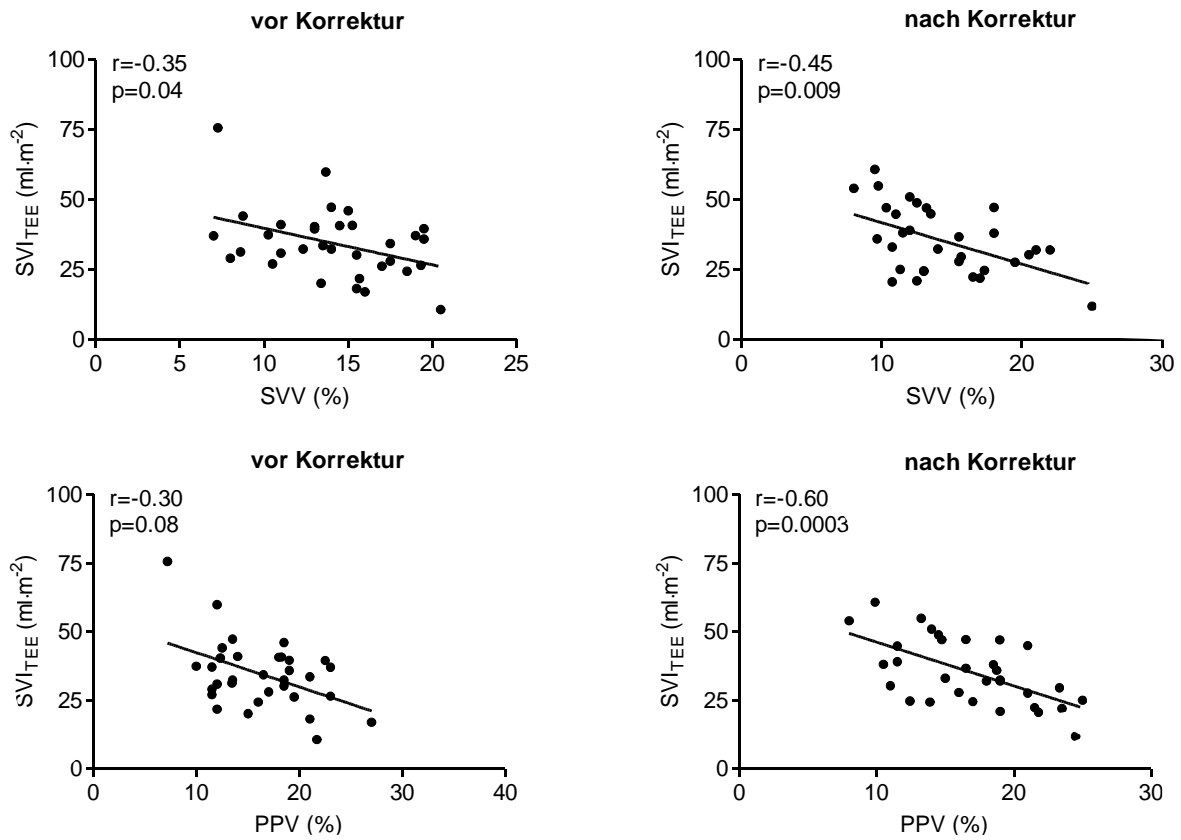 vor Korrektur
r=-0.35
p=0.04
100
75
50
25
0
SVI_TEE (ml·m⁻²)
0 5 10 15 20 25
SVV (%)
nach Korrektur
r=-0.45
p=0.009
100
75
50
25
0
SVI_TEE (ml·m⁻²)
0 10 20 30
SVV (%)
vor Korrektur
r=-0.30
p=0.08
100
75
50
25
0
SVI_TEE (ml·m⁻²)
0 10 20 30 40
PPV (%)
nach Korrektur
r=-0.60
p=0.0003
100
75
50
25
0
SVI_TEE (ml·m⁻²)
0 10 20 30
PPV (%)